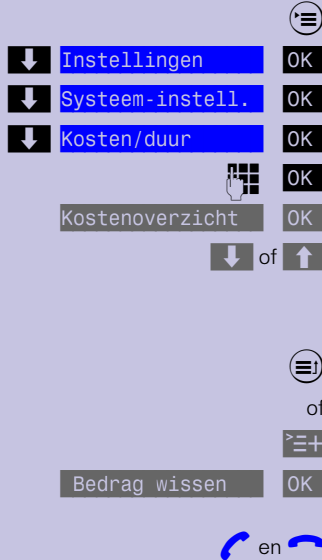 Instellingen OK
Systeem-instell. OK
Kosten/duur OK
OK
Kostenoverzicht OK
of
of
Bedrag wissen OK
en